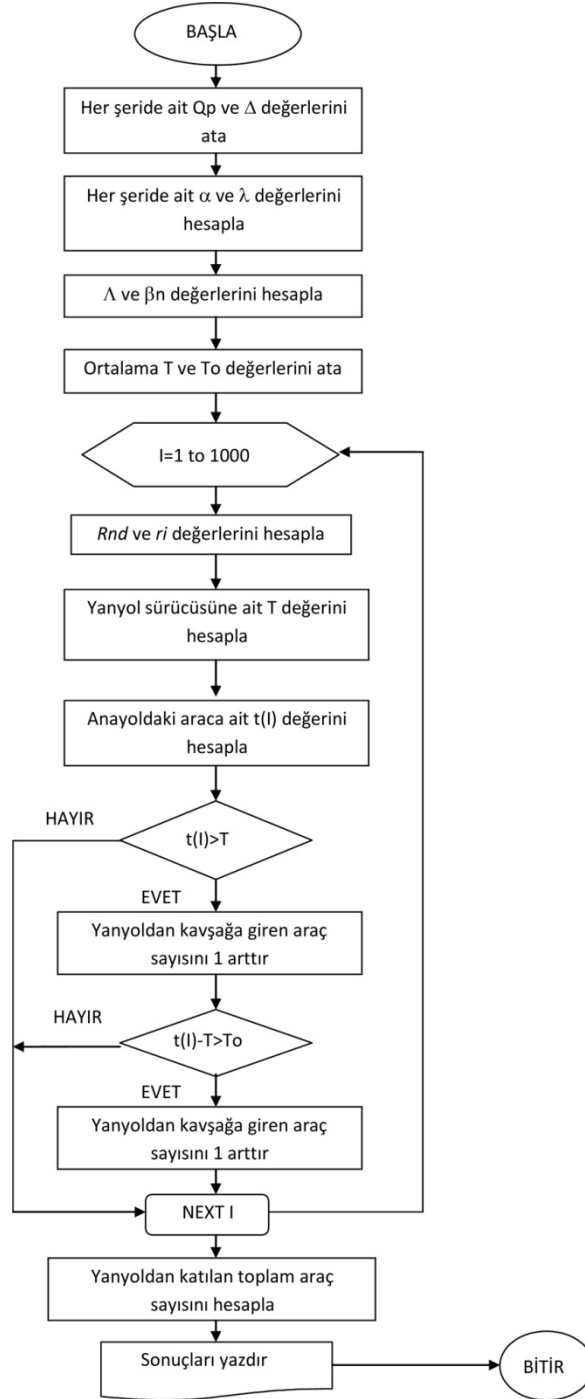 BAŞLA
Her şeride ait Qp ve Δ değerlerini
ata
Her şeride ait α ve λ değerlerini
hesapla
Λ ve βn değerlerini hesapla
Ortalama T ve To değerlerini ata
I=1 to 1000
Rnd ve ri değerlerini hesapla
Yanyol sürücüsüne ait T değerini
hesapla
Anayoldaki araca ait t(I) değerini
hesapla
HAYIR
t(I)>T
EVET
Yanyoldan kavşağa giren araç
sayısını 1 arttır
HAYIR
t(I)-T>To
EVET
Yanyoldan kavşağa giren araç
sayısını 1 arttır
NEXT I
Yanyoldan katılan toplam araç
sayısını hesapla
Sonuçları yazdır
BİTİR